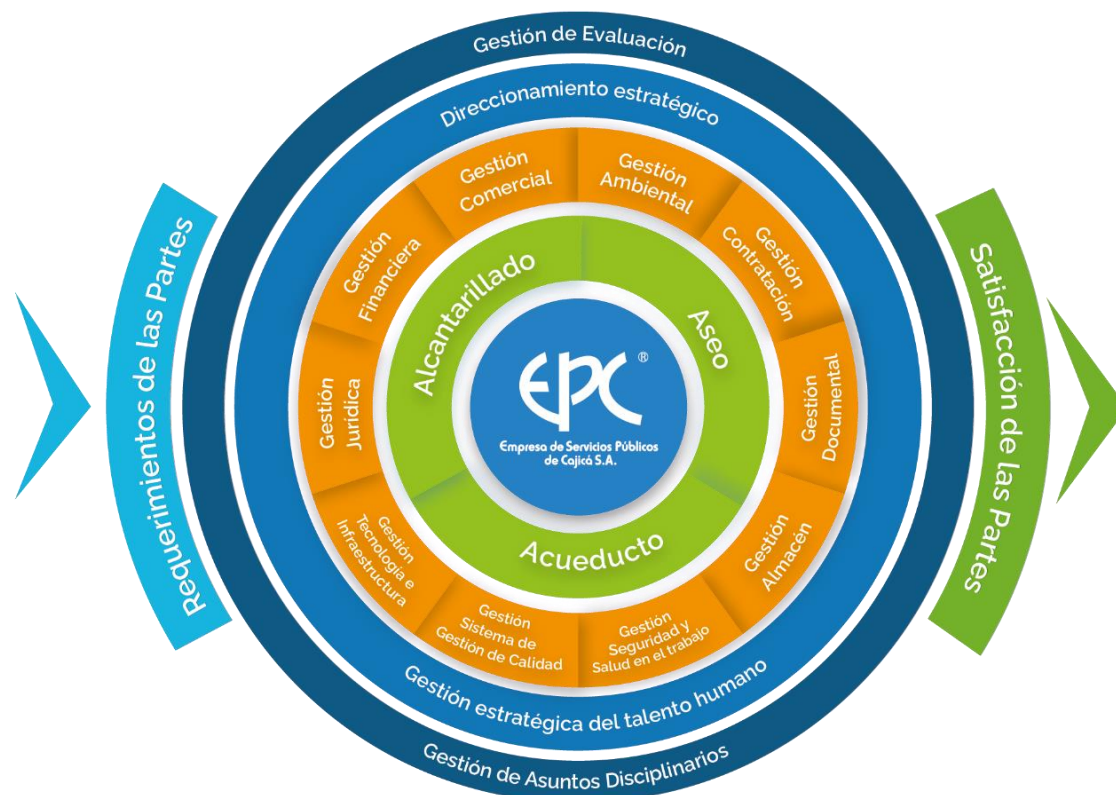 Gestión de Evaluación
Direccionamiento estratégico
Gestión
Comercial
Gestión
Ambiental
Gestión
Contratación
Gestión
Documental
Gestión
Almacén
Gestión
Seguridad y
Salud en el trabajo
Gestión
Sistema de
Gestión de Calidad
Gestión
Tecnología e
Infraestructura
Gestión
Jurídica
Gestión
Financiera
Alcantarillado
Aseo
Acueducto
EPC ®
Empresa de Servicios Públicos
de Cajicá S.A.
Gestión estratégica del talento humano
Gestión de Asuntos Disciplinarios
Requerimientos de las Partes
Satisfacción de las Partes